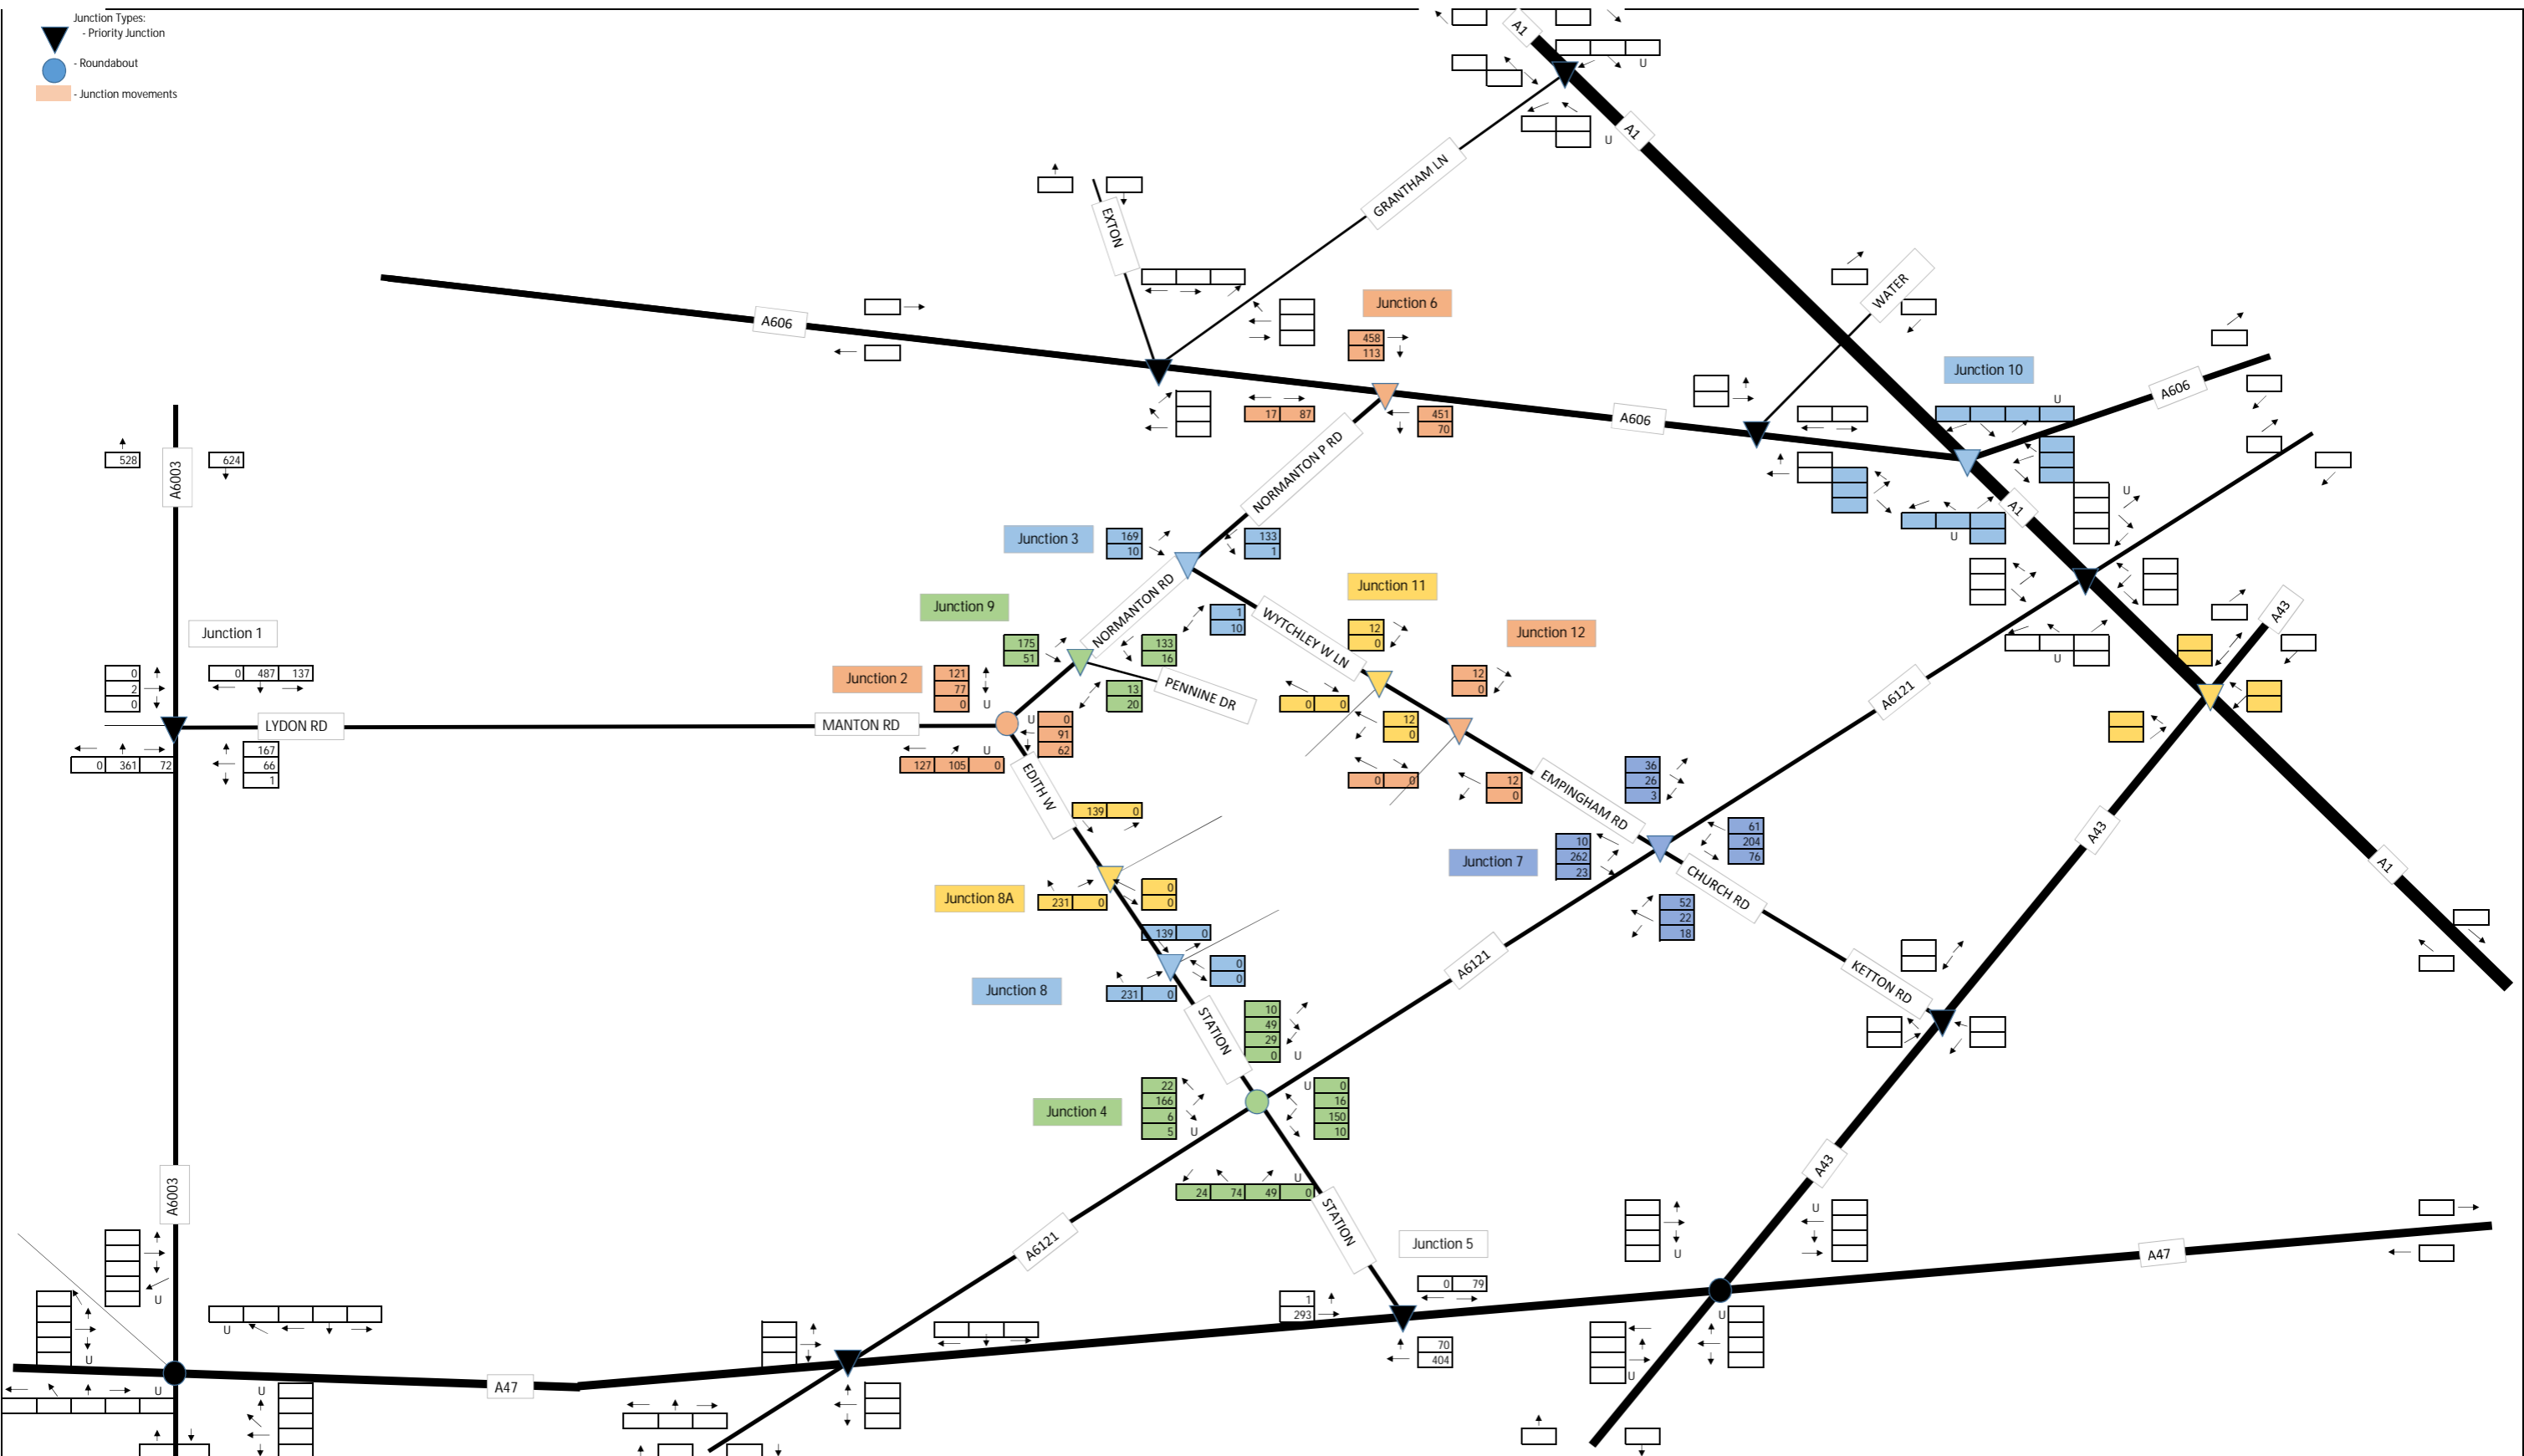 Junction Types:
- Priority Junction
- Roundabout
- Junction movements
A1
U
A1
U
GRANTHAM LN
EXTON
WATER
A606
Junction 6
458
113
17 87
451
70
A606
Junction 10
U
A606
U
U
A1
528
A6003
624
NORMANTON P RD
Junction 3
169
10
133
1
NORMANTON RD
1
10
Junction 9
175
51
133
16
13
20
PENNINE DR
WYTCHLEY W LN
Junction 11
12
0
0 0
12
0
Junction 12
12
0
0 0
12
0
U
A43
Junction 1
0
2
0
0 487 137
LYDON RD
0 361 72
167
66
1
MANTON RD
Junction 2
121
77
0
U
U
0
91
62
U
127 105 0
EDITH W
139 0
Junction 8A
231 0
0
0
139 0
Junction 8
231 0
0
0
STATION
EMPINGHAM RD
36
26
3
Junction 7
10
262
23
61
204
76
52
22
18
CHURCH RD
A6121
A6121
A43
A1
KETTON RD
10
49
29
0 U
Junction 4
22
166
6
5 U
U 0
16
150
10
U
24 74 49 0
STATION
A6121
A43
A6003
Junction 5
0 79
1
293
70
404
U
U
U
U
A47
U
U
U
U
U
A47